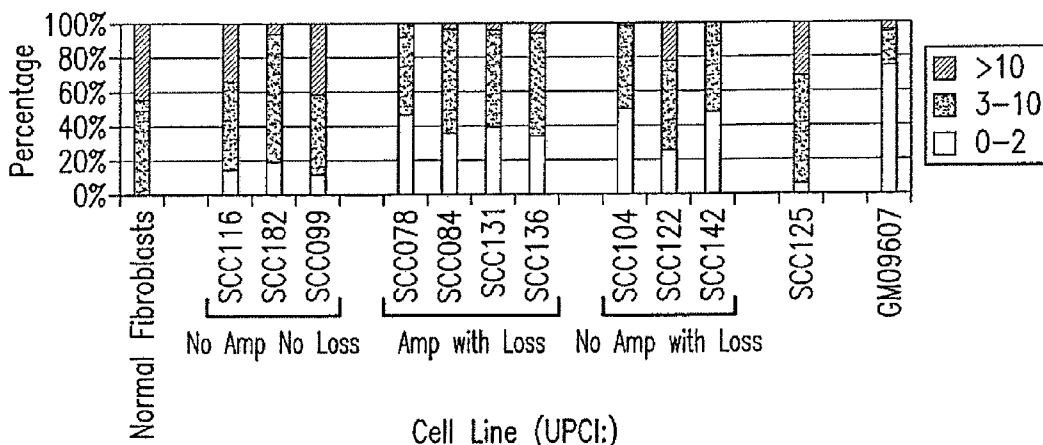 Percentage
100%
80%
60%
40%
20%
0%
>10
3-10
0-2
Normal Fibroblasts
SCC116
SCC182
SCC099
SCC078
SCC084
SCC131
SCC136
SCC104
SCC122
SCC142
SCC125
GM09607
No Amp No Loss
Amp with Loss
No Amp with Loss
Cell Line (UPCI:)